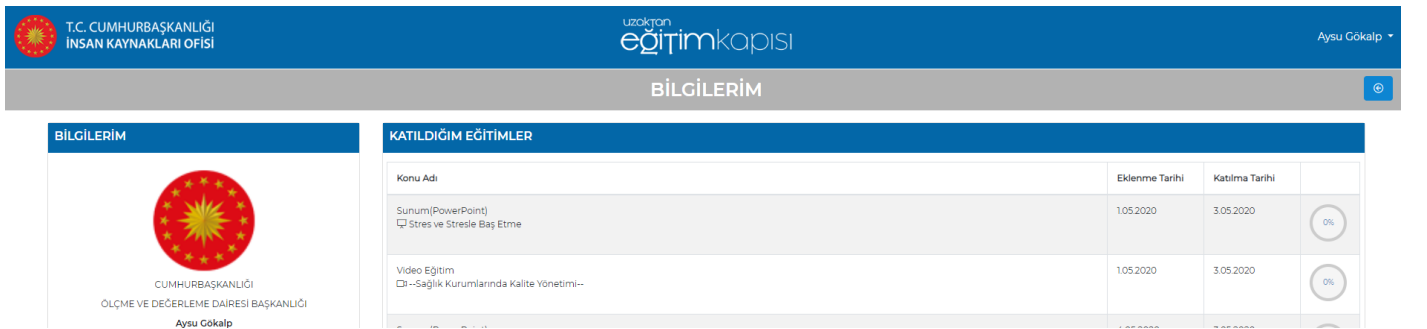 T.C. CUMHURBAŞKANLIĞI
İNSAN KAYNAKLARI OFİSİ
uzaktan
eğitimkapısı
Aysu Gökalp
BİLGİLERİM
BİLGİLERİM
CUMHURBAŞKANLIĞI
ÖLÇME VE DEĞERLEME DAİRESİ BAŞKANLIĞI
Aysu Gökalp
KATILDIĞIM EĞİTİMLER
Konu Adı Eklenme Tarihi Katılma Tarihi
Sunum(PowerPoint) 1.05.2020 3.05.2020
Stres ve Stresle Baş Etme 0%
Video Eğitim 1.05.2020 3.05.2020
--Sağlık Kurumlarında Kalite Yönetimi-- 0%